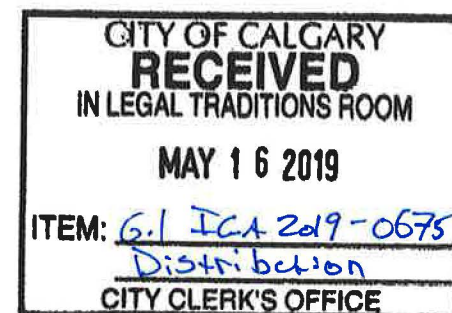 CITY OF CALGARY
RECEIVED
IN LEGAL TRADITIONS ROOM
MAY 16 2019
ITEM: 6.1 ICA 2019-0675
Distribution
CITY CLERK'S OFFICE